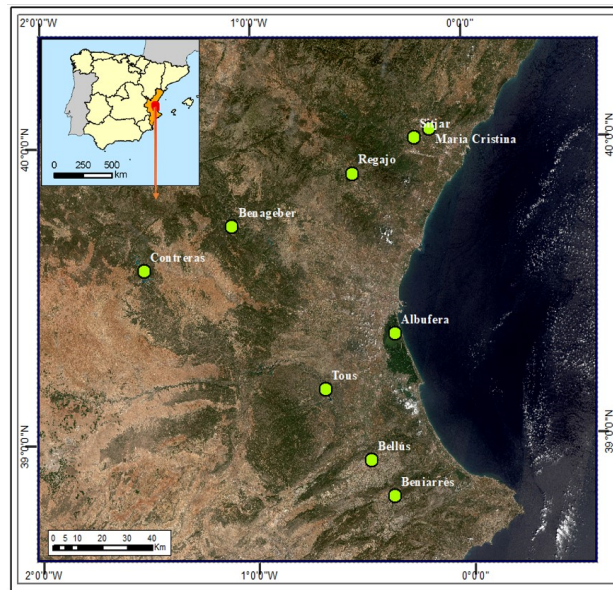 2°0'0"W
1°0'0"W
0°0'0"
0 250 500
km
40°0'0"N
40°0'0"N
Sitjar
Maria Cristina
Regajo
Benageber
Contreras
Albufera
Tous
Bellús
Beniarrès
39°0'0"N
39°0'0"N
0 5 10 20 30 40
Km
2°0'0"W
1°0'0"W
0°0'0"